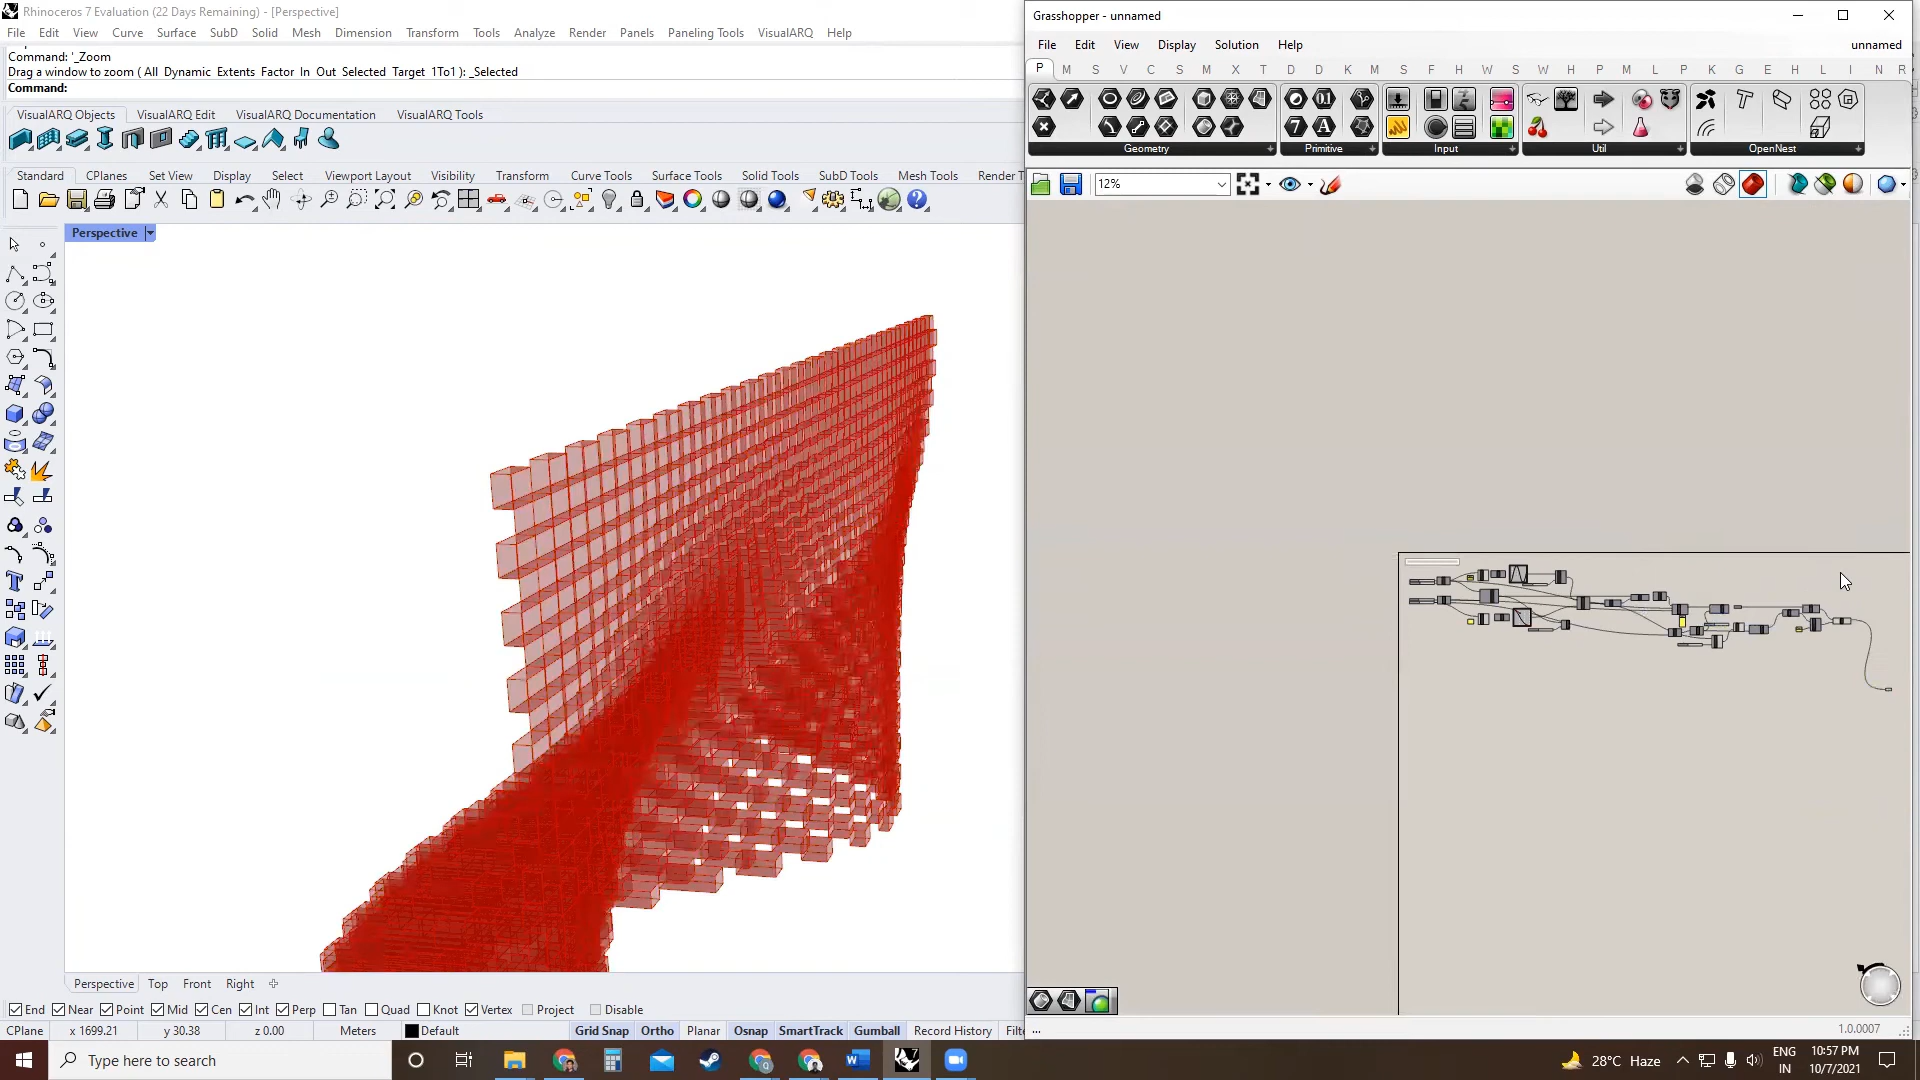 Rhinoceros 7 Evaluation (22 Days Remaining) - [Perspective]
File Edit View Curve Surface SubD Solid Mesh Dimension Transform Tools Analyze Render Panels Paneling Tools VisualARQ Help
Command: '_Zoom
Drag a window to zoom ( All Dynamic Extents Factor In Out Selected Target 1To1 ): _Selected
Command:
VisualARQ Objects VisualARQ Edit VisualARQ Documentation VisualARQ Tools
Standard CPlanes Set View Display Select Viewport Layout Visibility Transform Curve Tools Surface Tools Solid Tools SubD Tools Mesh Tools Render T
Perspective
Perspective Top Front Right
End Near Point Mid Cen Int Perp Tan Quad Knot Vertex Project Disable
CPlane x 1699.21 y 30.38 z 0.00 Meters Default Grid Snap Ortho Planar Osnap SmartTrack Gumball Record History Filte
Grasshopper - unnamed
File Edit View Display Solution Help unnamed
P M S V C S M X T D D K M S F H W S W H P M L P K G E H L I N R
Geometry Primitive Input Util OpenNest
12%
...
1.0.0007
Type here to search
28°C Haze
ENG
IN
10:57 PM
10/7/2021